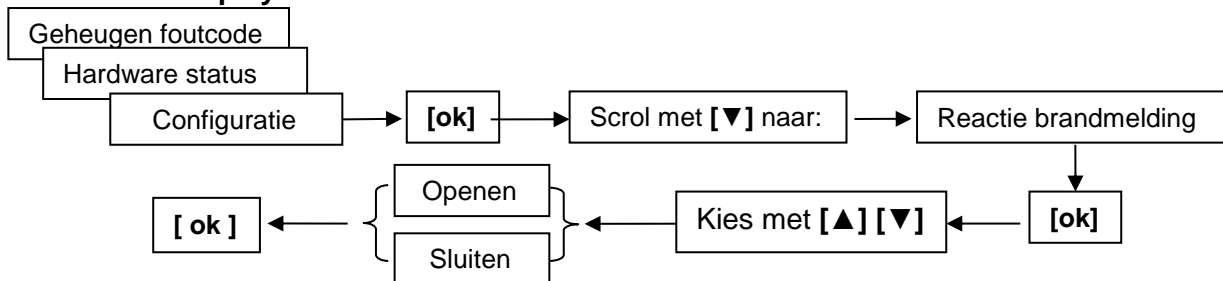 Geheugen foutcode
Hardware status
Configuratie
[ok]
Scrol met [▼] naar:
Reactie brandmelding
[ok]
Kies met [▲] [▼]
Openen
Sluiten
[ ok ]